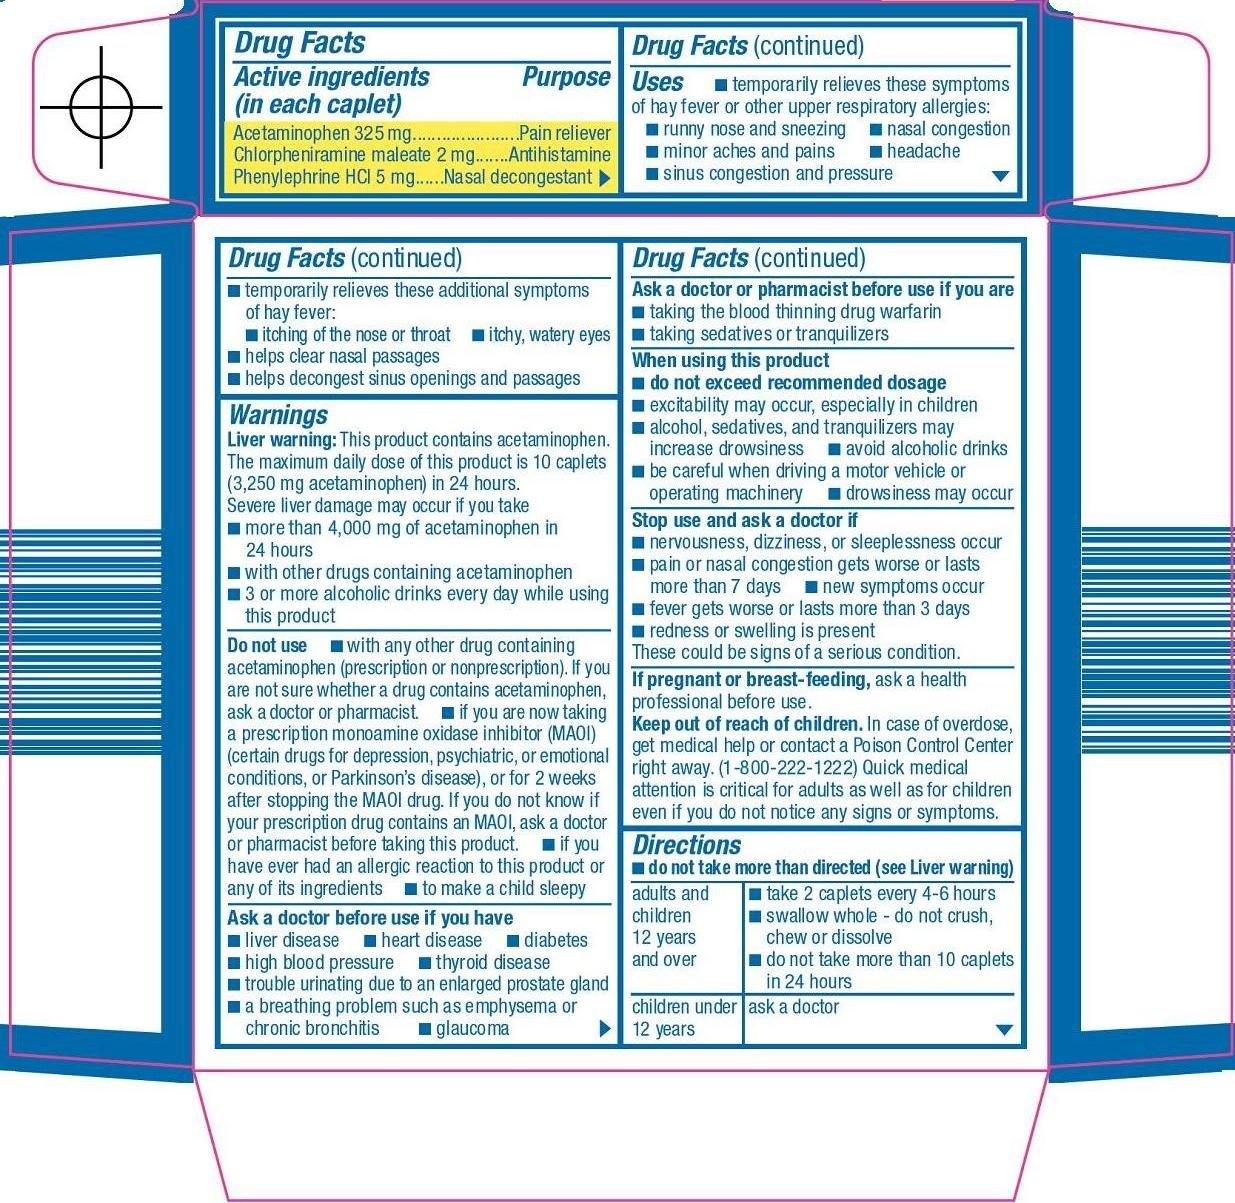 Drug Facts
Active ingredients Purpose
(in each caplet)
Acetaminophen 325 mg......................Pain reliever
Chlorpheniramine maleate 2 mg......Antihistamine
Phenylephrine HCl 5 mg......Nasal decongestant ▶
Drug Facts (continued)
Uses ■ temporarily relieves these symptoms
of hay fever or other upper respiratory allergies:
■ runny nose and sneezing ■ nasal congestion
■ minor aches and pains ■ headache
■ sinus congestion and pressure ▼
Drug Facts (continued)
■ temporarily relieves these additional symptoms
of hay fever:
■ itching of the nose or throat ■ itchy, watery eyes
■ helps clear nasal passages
■ helps decongest sinus openings and passages
Warnings
Liver warning: This product contains acetaminophen.
The maximum daily dose of this product is 10 caplets
(3,250 mg acetaminophen) in 24 hours.
Severe liver damage may occur if you take
■ more than 4,000 mg of acetaminophen in
24 hours
■ with other drugs containing acetaminophen
■ 3 or more alcoholic drinks every day while using
this product
Do not use ■ with any other drug containing
acetaminophen (prescription or nonprescription). If you
are not sure whether a drug contains acetaminophen,
ask a doctor or pharmacist. ■ if you are now taking
a prescription monoamine oxidase inhibitor (MAOI)
(certain drugs for depression, psychiatric, or emotional
conditions, or Parkinson's disease), or for 2 weeks
after stopping the MAOI drug. If you do not know if
your prescription drug contains an MAOI, ask a doctor
or pharmacist before taking this product. ■ if you
have ever had an allergic reaction to this product or
any of its ingredients ■ to make a child sleepy
Ask a doctor before use if you have
■ liver disease ■ heart disease ■ diabetes
■ high blood pressure ■ thyroid disease
■ trouble urinating due to an enlarged prostate gland
■ a breathing problem such as emphysema or
chronic bronchitis ■ glaucoma ▶
Drug Facts (continued)
Ask a doctor or pharmacist before use if you are
■ taking the blood thinning drug warfarin
■ taking sedatives or tranquilizers
When using this product
■ do not exceed recommended dosage
■ excitability may occur, especially in children
■ alcohol, sedatives, and tranquilizers may
increase drowsiness ■ avoid alcoholic drinks
■ be careful when driving a motor vehicle or
operating machinery ■ drowsiness may occur
Stop use and ask a doctor if
■ nervousness, dizziness, or sleeplessness occur
■ pain or nasal congestion gets worse or lasts
more than 7 days ■ new symptoms occur
■ fever gets worse or lasts more than 3 days
■ redness or swelling is present
These could be signs of a serious condition.
If pregnant or breast-feeding, ask a health
professional before use.
Keep out of reach of children. In case of overdose,
get medical help or contact a Poison Control Center
right away. (1-800-222-1222) Quick medical
attention is critical for adults as well as for children
even if you do not notice any signs or symptoms.
Directions
■ do not take more than directed (see Liver warning)
adults and ■ take 2 caplets every 4-6 hours
children ■ swallow whole - do not crush,
12 years chew or dissolve
and over ■ do not take more than 10 caplets
in 24 hours
children under ask a doctor
12 years ▼